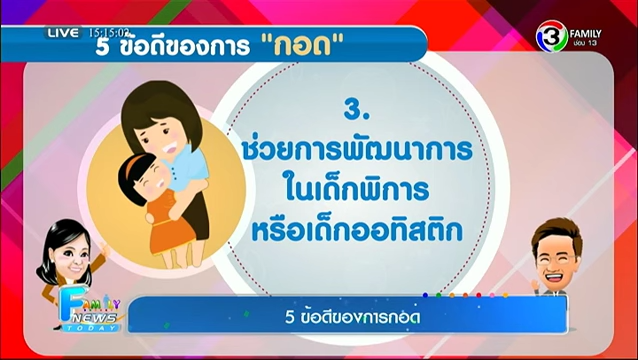 LIVE 15:15:02
5 ข้อดีของการ "กอด"
3 FAMILY
ช่อง 13
3.
ช่วยการพัฒนาการ
ในเด็กพิการ
หรือเด็กออทิสติก
FAMILY
NEWS
TODAY
5 ข้อดีของการกอด